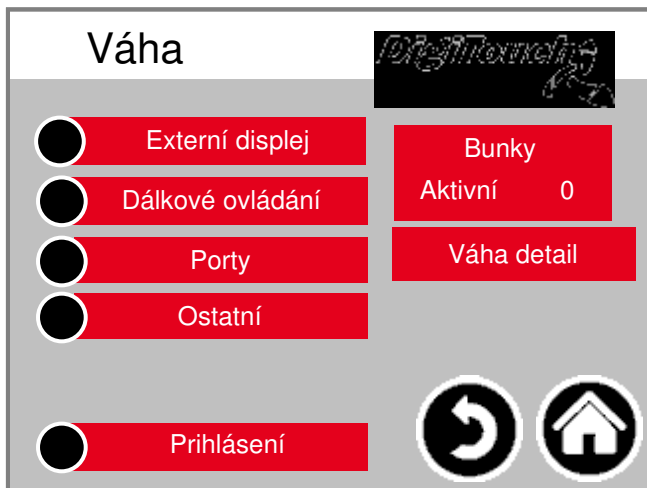 Váha
DigiTouch
Externí displej
Dálkové ovládání
Porty
Ostatní
Prihlásení
Bunky
Aktivní 0
Váha detail